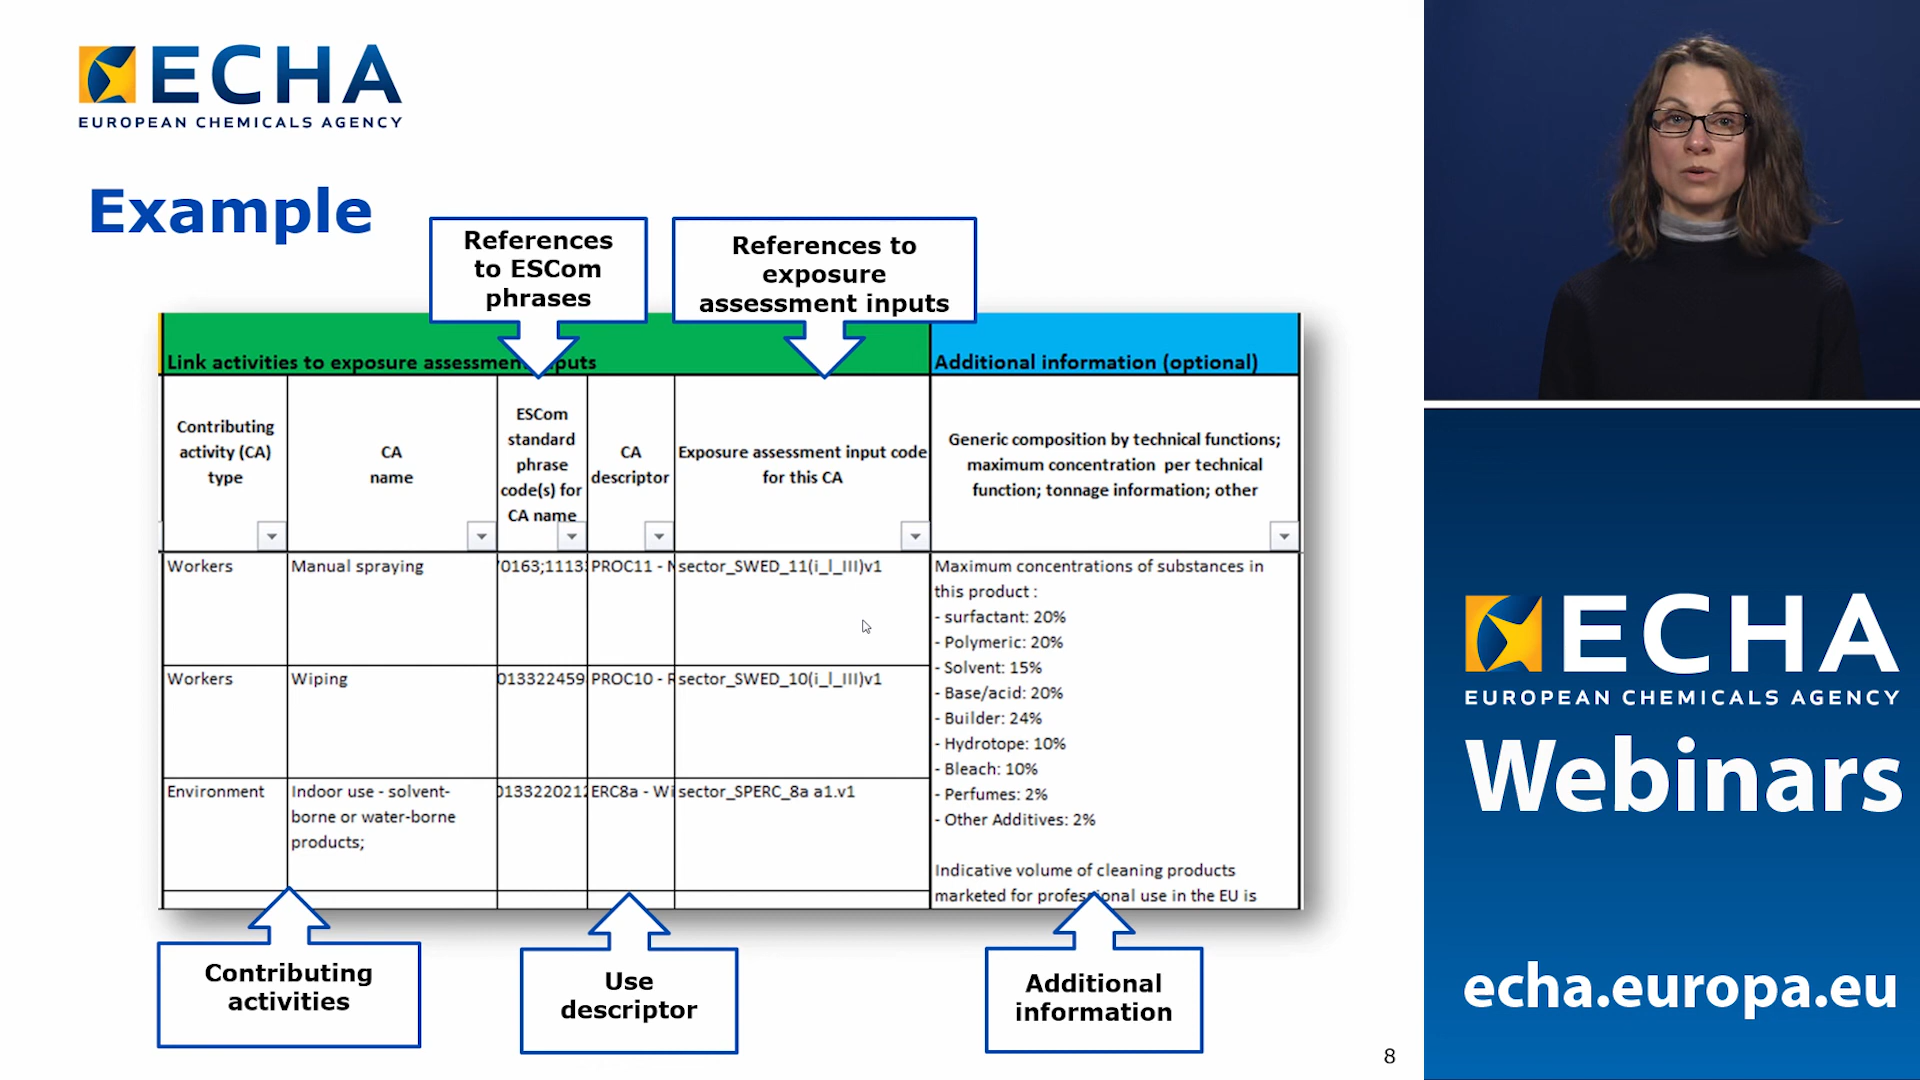 ECHA
EUROPEAN CHEMICALS AGENCY
Example
References
to ESCom
phrases
References to
exposure
assessment inputs
Link activities to exposure assessment inputs
Additional information (optional)
Contributing
activity (CA)
type
CA
name
ESCom
standard
phrase
code(s) for
CA name
CA
descriptor
Exposure assessment input code
for this CA
Generic composition by technical functions;
maximum concentration per technical
function; tonnage information; other
Workers
Manual spraying
0163;1113
PROC11 - N
sector_SWED_11(i_l_III)v1
Workers
Wiping
013322459
PROC10 - R
sector_SWED_10(i_l_III)v1
Environment
Indoor use - solvent-
borne or water-borne
products;
0133220212
ERC8a - Wi
sector_SPERC_8a a1.v1
Maximum concentrations of substances in
this product :
- surfactant: 20%
- Polymeric: 20%
- Solvent: 15%
- Base/acid: 20%
- Builder: 24%
- Hydrotope: 10%
- Bleach: 10%
- Perfumes: 2%
- Other Additives: 2%
Indicative volume of cleaning products
marketed for professional use in the EU is
Contributing
activities
Use
descriptor
Additional
information
8
ECHA
EUROPEAN CHEMICALS AGENCY
Webinars
echa.europa.eu